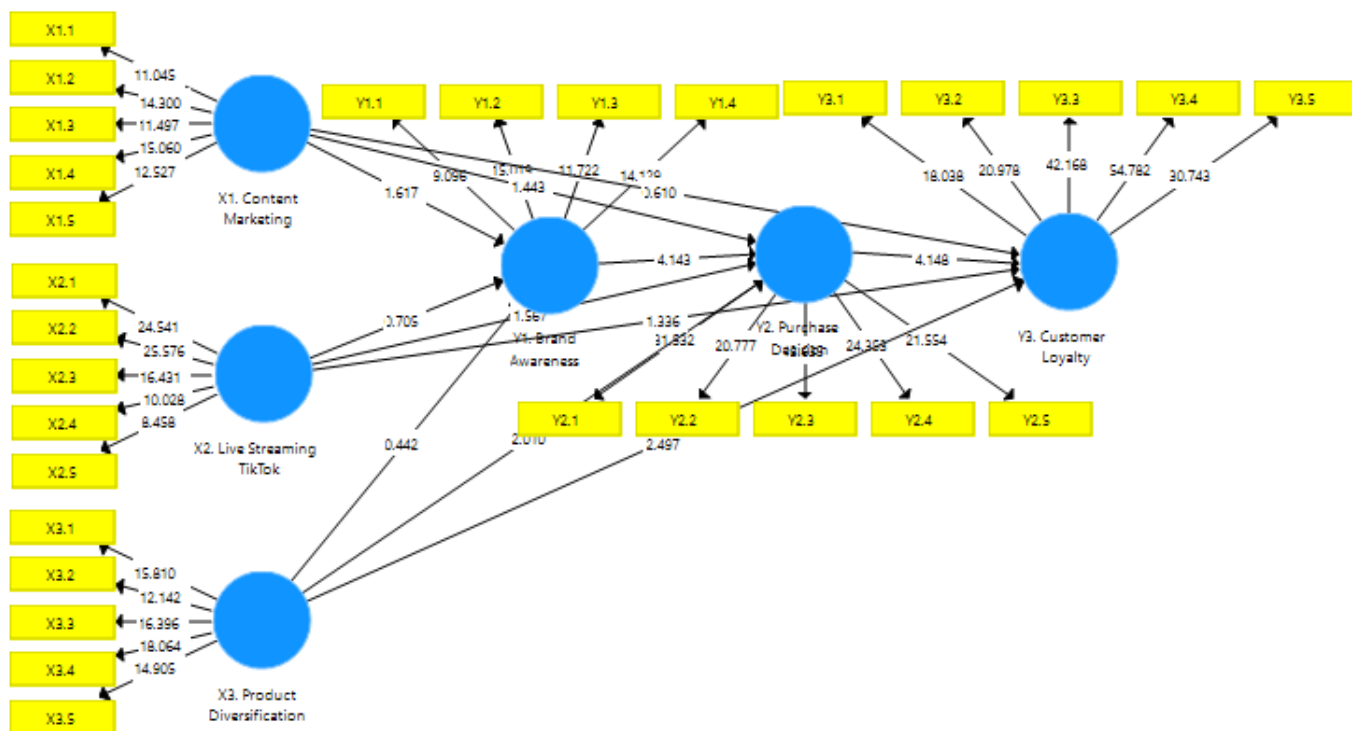 X1.1
X1.2
X1.3
X1.4
X1.5
11.045
14.300
11.497
15.060
12.527
X1. Content
Marketing
Y1.1
Y1.2
Y1.3
Y1.4
Y3.1
Y3.2
Y3.3
Y3.4
Y3.5
9.096
11.722
18.038
20.978
42.168
54.782
30.743
1.617
1.443
0.610
X2.1
X2.2
X2.3
X2.4
X2.5
24.541
25.576
16.431
10.028
8.458
X2. Live Streaming
TikTok
4.143
4.148
0.705
1.567
1.336
Y1. Brand
Awareness
Y2. Purchase
Decision
Y3. Customer
Loyalty
20.777
21.554
Y2.1
Y2.2
Y2.3
Y2.4
Y2.5
0.442
2.010
2.497
X3.1
X3.2
X3.3
X3.4
X3.5
15.810
12.142
16.396
18.064
14.905
X3. Product
Diversification